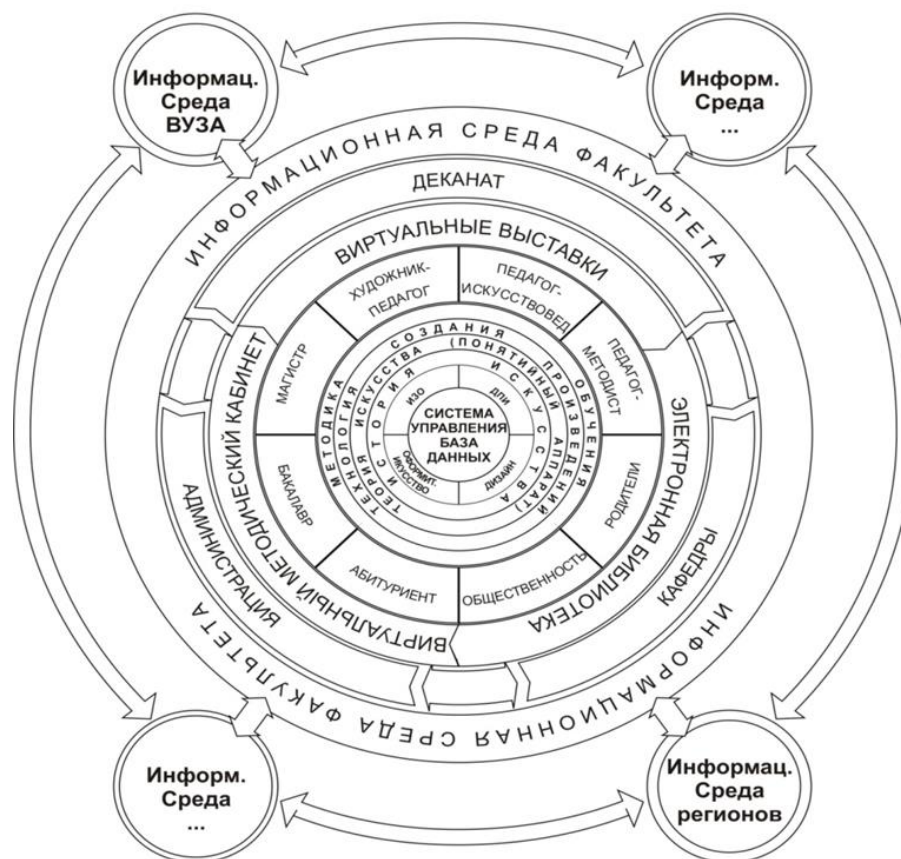 Информац.
Среда
ВУЗА
Информ.
Среда
...
ИНФОРМАЦИОННАЯ СРЕДА ФАКУЛЬТЕТА
ДЕКАНАТ
ВИРТУАЛЬНЫЕ ВЫСТАВКИ
ХУДОЖНИК-
ПЕДАГОГ
ПЕДАГОГ-
ИСКУССТВОВЕД
МАГИСТР
ПЕДАГОГ-
МЕТОДИСТ
БАКАЛАВР
РОДИТЕЛИ
АБИТУРИЕНТ
ОБЩЕСТВЕННОСТЬ
МЕТОДИКА ОБУЧЕНИЯ
ТЕХНОЛОГИЯ СОЗДАНИЯ ПРОИЗВЕДЕНИЙ
ТЕОРИЯ ИСКУССТВА (ПОНЯТИЙНЫЙ АППАРАТ)
ИСТОРИЯ ИСКУССТВА
ИЗО
ДПИ
СИСТЕМА
УПРАВЛЕНИЯ
БАЗА
ДАННЫХ
ОФОРМИТ.
ИКУССТВО
ДИЗАЙН
ВИРТУАЛЬНЫЙ МЕТОДИЧЕСКИЙ КАБИНЕТ
ЭЛЕКТРОННАЯ БИБЛИОТЕКА
АДМИНИСТРАЦИЯ
КАФЕДРЫ
ИНФОРМАЦИОННАЯ СРЕДА ФАКУЛЬТЕТА
Информ.
Среда
...
Информац.
Среда
регионов